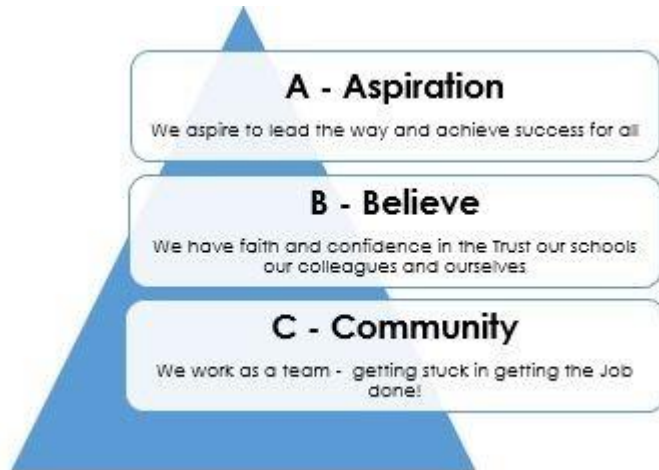 A - Aspiration
We aspire to lead the way and achieve success for all
B - Believe
We have faith and confidence in the Trust our schools
our colleagues and ourselves
C - Community
We work as a team - getting stuck in getting the Job
done!